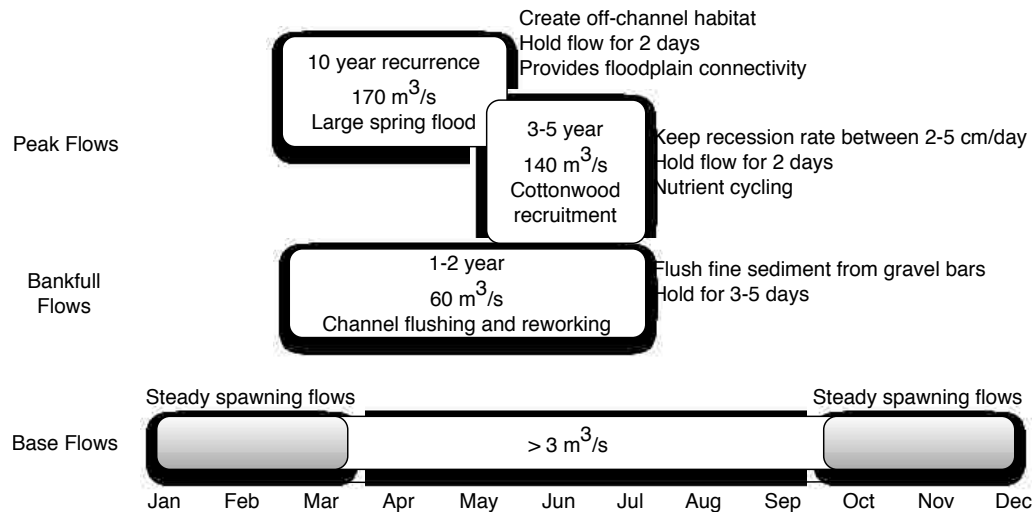 Create off-channel habitat
Hold flow for 2 days
Provides floodplain connectivity
10 year recurrence
170 m³/s
Large spring flood
Peak Flows
3-5 year
140 m³/s
Cottonwood
recruitment
Keep recession rate between 2-5 cm/day
Hold flow for 2 days
Nutrient cycling
Bankfull
Flows
1-2 year
60 m³/s
Channel flushing and reworking
Flush fine sediment from gravel bars
Hold for 3-5 days
Steady spawning flows
Steady spawning flows
Base Flows
> 3 m³/s
Jan Feb Mar Apr May Jun Jul Aug Sep Oct Nov Dec